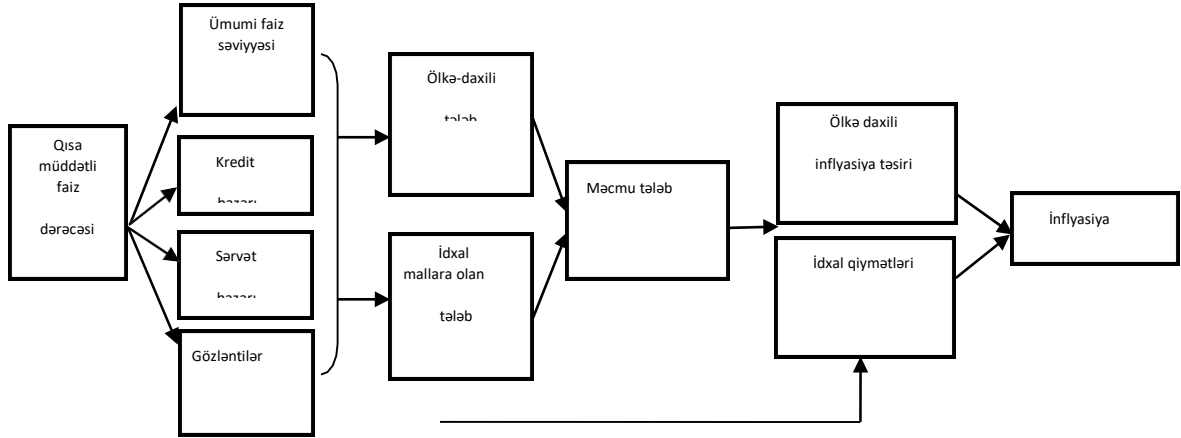 Ümumi faiz
səviyyəsi
Qısa
müddətli
faiz
dərəcəsi
Kredit
Sərvət
Gözləntilər
Ölkə-daxili
İdxal
mallara olan
tələb
Məcmu tələb
Ölkə daxili
inflyasiya təsiri
İdxal qiymətləri
İnflyasiya